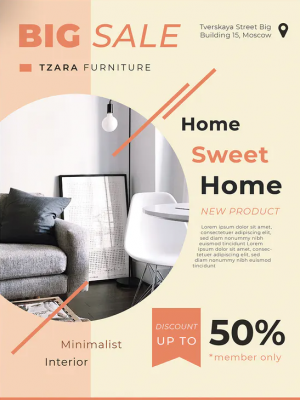 BIG SALE
Tverskaya Street Big
Building 15, Moscow
TZARA FURNITURE
Home
Sweet
Home
NEW PRODUCT
Lorem ipsum dolor sit amet,
consectetuer adipiscing elit,
sed diam nonummy nibh
euismod tincidunt. Lorem
ipsum dolor sit amet, consec-
tetuer adipiscing elit, sed
diam nonummy nibh euismod
tincidunt
DISCOUNT
UP TO
50%
*member only
Minimalist
Interior